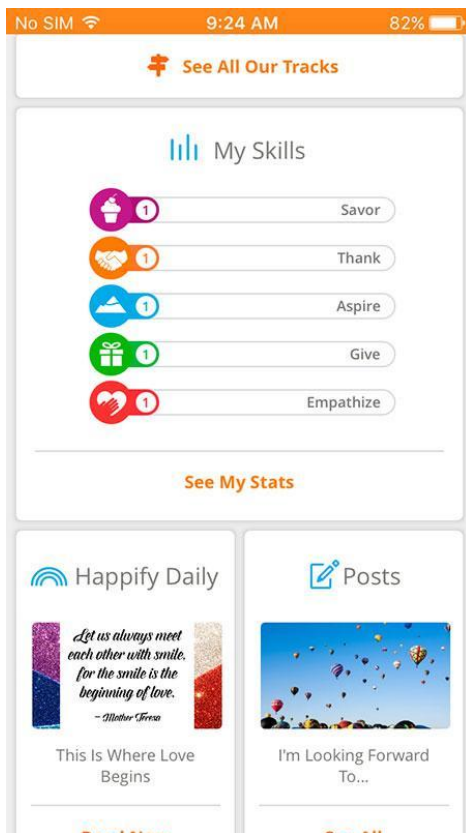 No SIM 9:24 AM 82%
See All Our Tracks
My Skills
1 Savor
1 Thank
1 Aspire
1 Give
1 Empathize
See My Stats
Happify Daily
Let us always meet
each other with smile,
for the smile is the
beginning of love.
~ Mother Teresa
This Is Where Love
Begins
Posts
I'm Looking Forward
To...